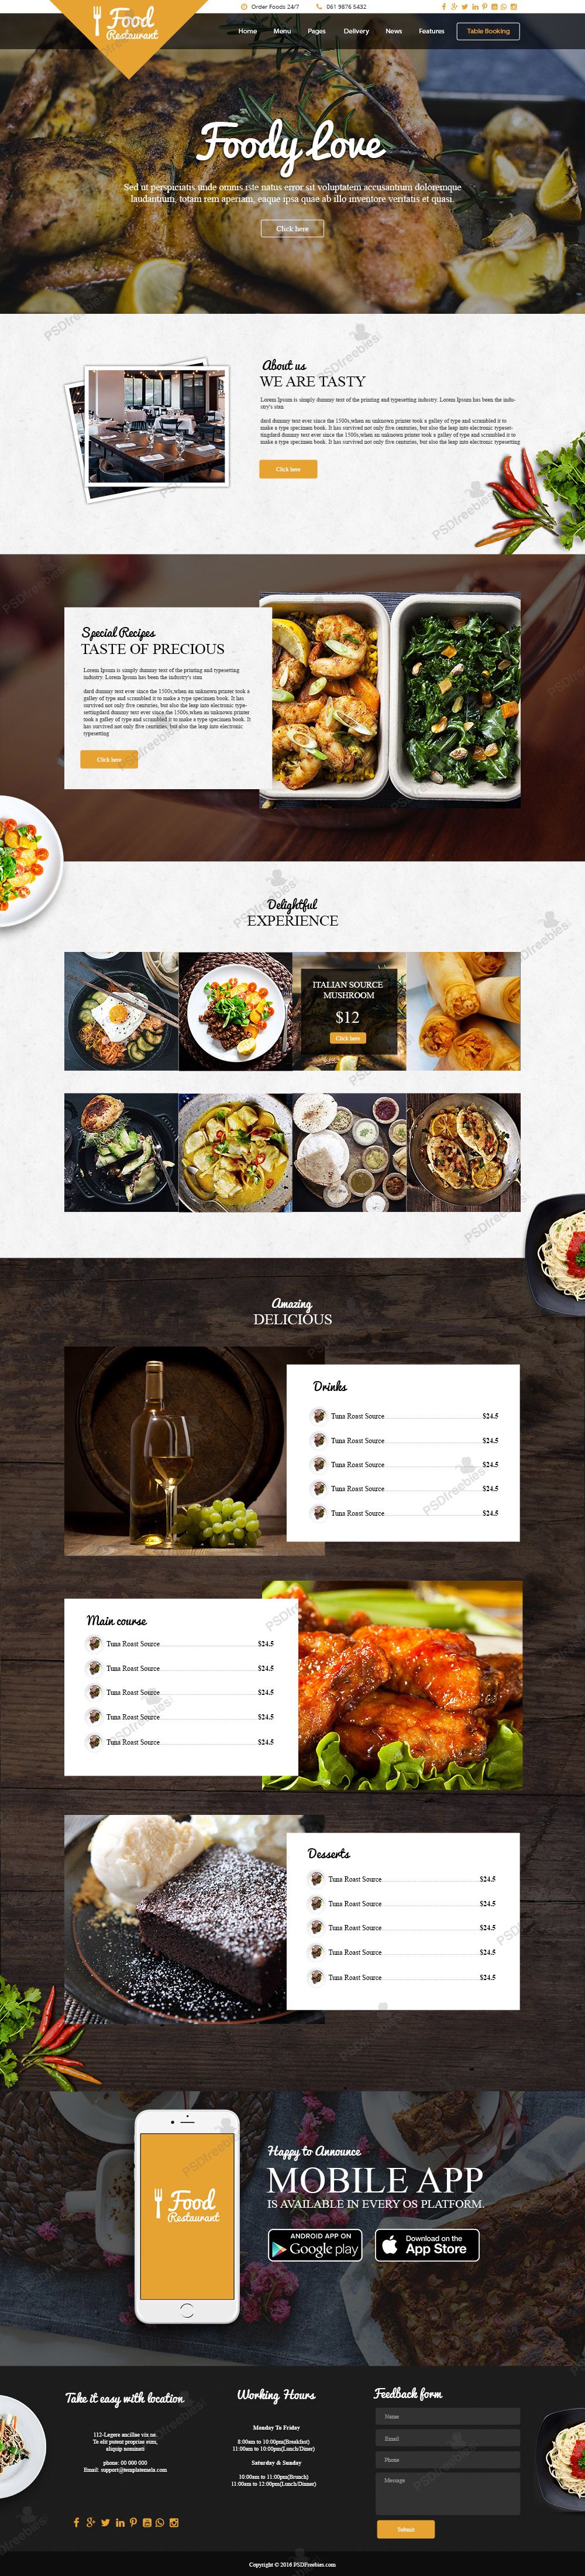 Order Foods 24/7
061 9876 5432
Food
Restaurant
Home Menu Pages Delivery News Features Table Booking
Foody Love
Sed ut perspiciatis unde omnis iste natus error sit voluptatem accusantium doloremque
laudantium, totam rem aperiam, eaque ipsa quae ab illo inventore veritatis et quasi.
Click here
About us
WE ARE TASTY
Lorem Ipsum is simply dummy text of the printing and typesetting industry. Lorem Ipsum has been the indu-
stry's stan
dard dummy text ever since the 1500s,when an unknown printer took a galley of type and scrambled it to
make a type specimen book. It has survived not only five centuries, but also the leap into electronic typeset-
tingdard dummy text ever since the 1500s,when an unknown printer took a galley of type and scrambled it to
make a type specimen book. It has survived not only five centuries, but also the leap into electronic typesetting
Click here
Special Recipes
TASTE OF PRECIOUS
Lorem Ipsum is simply dummy text of the printing and typesetting
industry. Lorem Ipsum has been the industry's stan
dard dummy text ever since the 1500s,when an unknown printer took a
galley of type and scrambled it to make a type specimen book. It has
survived not only five centuries, but also the leap into electronic type-
settingdard dummy text ever since the 1500s,when an unknown printer
took a galley of type and scrambled it to make a type specimen book. It
has survived not only five centuries, but also the leap into electronic
typesetting
Click here
Delightful
EXPERIENCE
ITALIAN SOURCE
MUSHROOM
$12
Click here
Amazing
DELICIOUS
Drinks
Tuna Roast Source $24.5
Tuna Roast Source $24.5
Tuna Roast Source $24.5
Tuna Roast Source $24.5
Tuna Roast Source $24.5
Main course
Tuna Roast Source $24.5
Tuna Roast Source $24.5
Tuna Roast Source $24.5
Tuna Roast Source $24.5
Tuna Roast Source $24.5
Desserts
Tuna Roast Source $24.5
Tuna Roast Source $24.5
Tuna Roast Source $24.5
Tuna Roast Source $24.5
Tuna Roast Source $24.5
Food
Restaurant
Happy to Announce
MOBILE APP
IS AVAILABLE IN EVERY OS PLATFORM.
ANDROID APP ON
Google play
Download on the
App Store
Take it easy with location
112-Legere ancillae vix ne.
Te elit putent propriae eum,
aliquip nominati
phone: 00 000 000
Email: support@templatemela.com
Working Hours
Monday To Friday
8:00am to 10:00pm(Breakfast)
11:00am to 10:00pm(Lunch/Diner)
Saturday & Sunday
10:00am to 11:00pm(Brunch)
11:00am to 12:00pm(Lunch/Dinner)
Feedback form
Name
Email
Phone
Message
Submit
Copyright © 2016 PSDFreebies.com
PSDfreebies